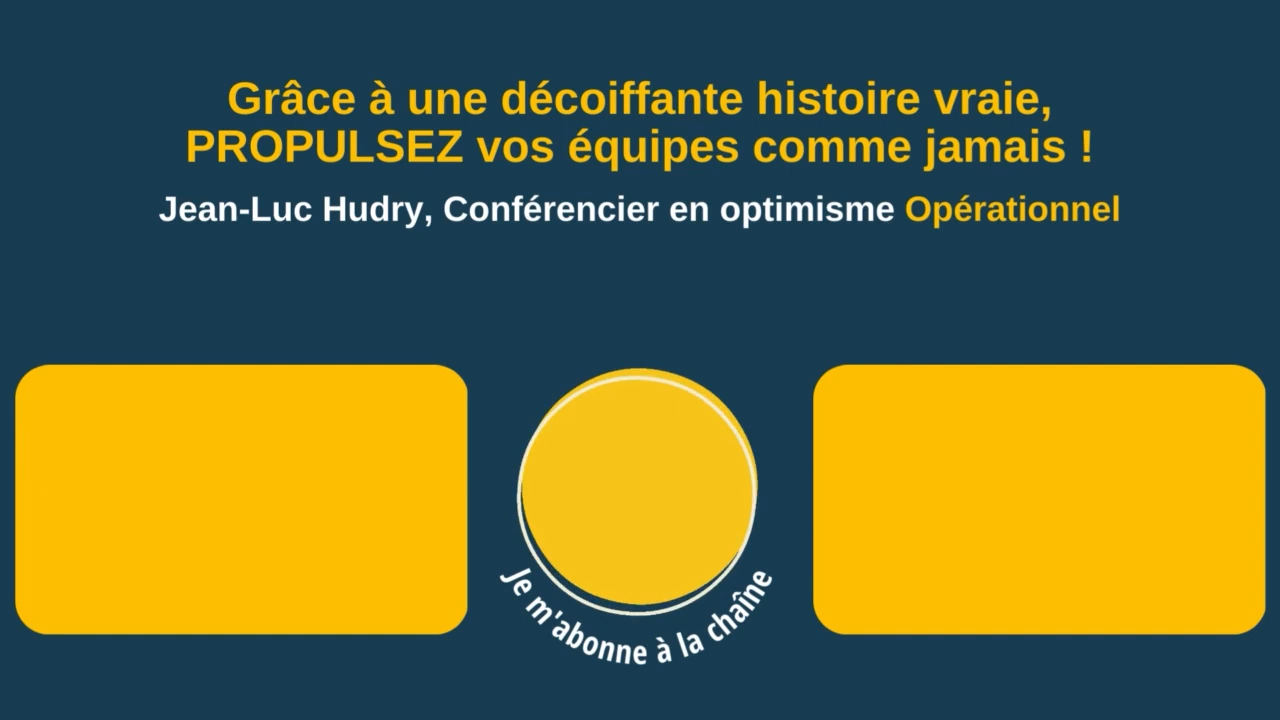 Grâce à une décoiffante histoire vraie,
PROPULSEZ vos équipes comme jamais !
Jean-Luc Hudry, Conférencier en optimisme Opérationnel
Je m'abonne à la chaîne